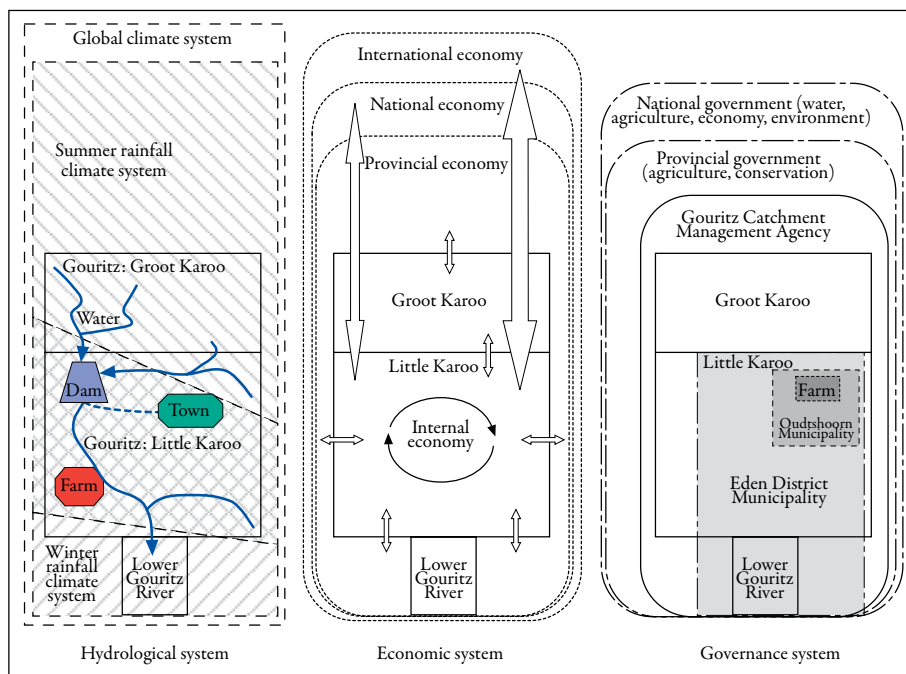 Global climate system
Summer rainfall
climate system
Gouritz: Groot Karoo
Water
Dam
Town
Gouritz: Little Karoo
Farm
Winter
rainfall
climate
system
Lower
Gouritz
River
Hydrological system
International economy
National economy
Provincial economy
Groot Karoo
Little Karoo
Internal
economy
Lower
Gouritz
River
Economic system
National government (water,
agriculture, economy, environment)
Provincial government
(agriculture, conservation)
Gouritz Catchment
Management Agency
Groot Karoo
Little Karoo
Farm
Oudtshoorn
Municipality
Eden District
Municipality
Lower
Gouritz
River
Governance system